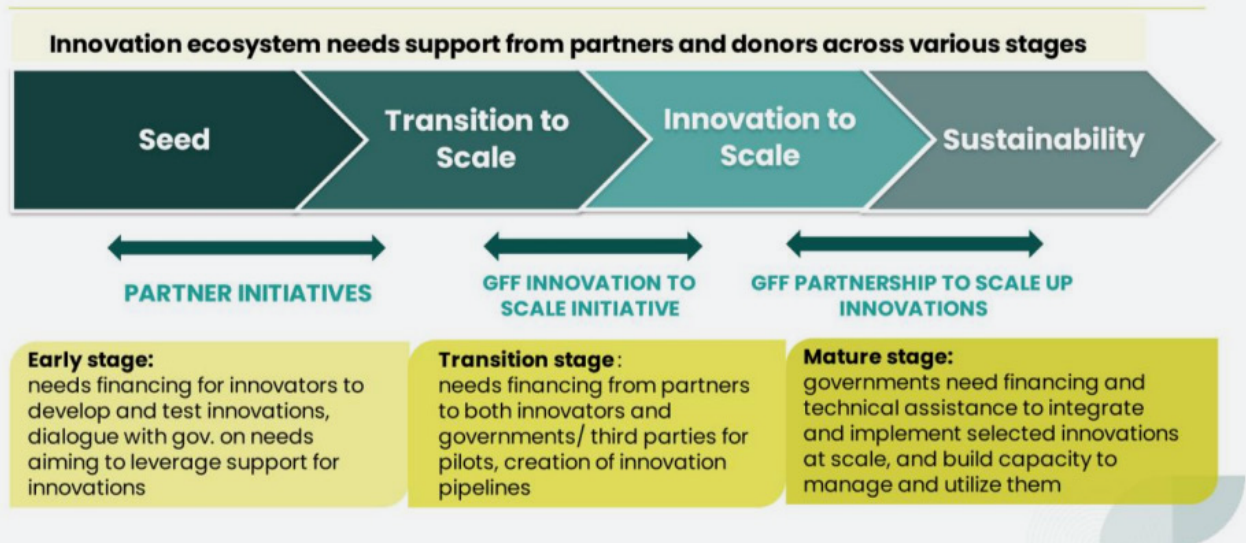 Innovation ecosystem needs support from partners and donors across various stages
Seed
Transition to
Scale
Innovation to
Scale
Sustainability
PARTNER INITIATIVES
GFF INNOVATION TO
SCALE INITIATIVE
GFF PARTNERSHIP TO SCALE UP
INNOVATIONS
Early stage:
needs financing for innovators to
develop and test innovations,
dialogue with gov. on needs
aiming to leverage support for
innovations
Transition stage:
needs financing from partners
to both innovators and
governments/ third parties for
pilots, creation of innovation
pipelines
Mature stage:
governments need financing and
technical assistance to integrate
and implement selected innovations
at scale, and build capacity to
manage and utilize them